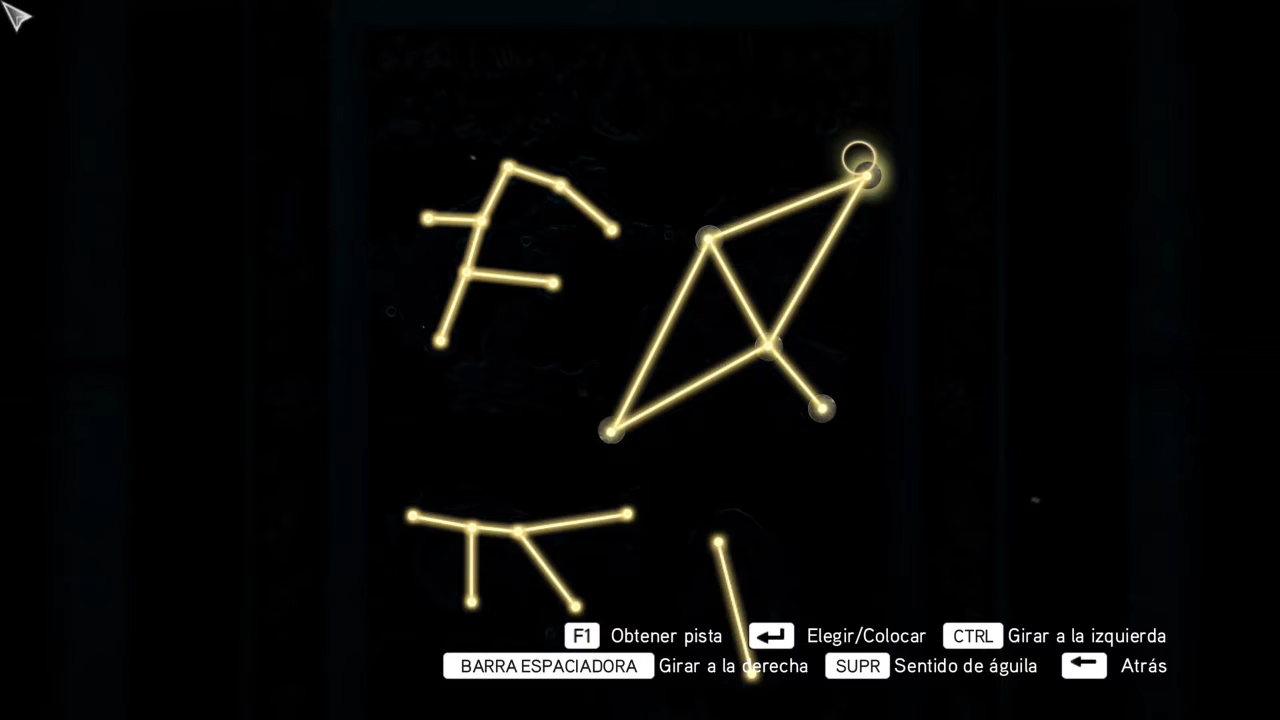 F1 Obtener pista Elegir/Colocar CTRL Girar a la izquierda
BARRA ESPACIADORA Girar a la derecha SUPR Sentido de águila Atrás